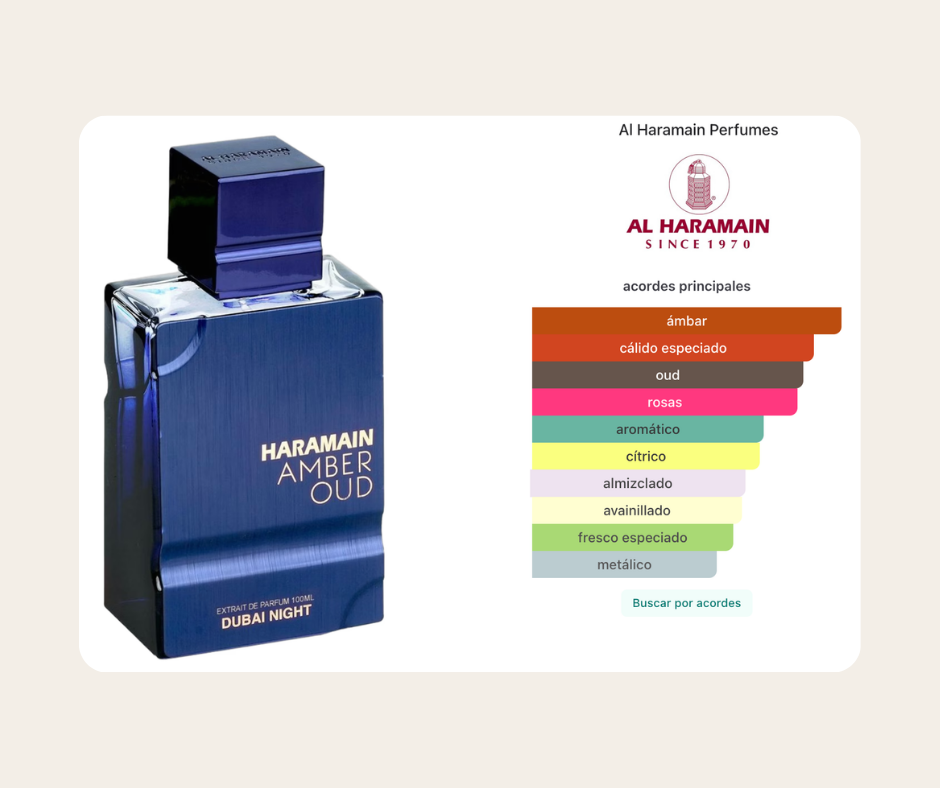 AL HARAMAIN
HARAMAIN
AMBER
OUD
EXTRAIT DE PARFUM 100ML
DUBAI NIGHT
Al Haramain Perfumes
AL HARAMAIN
SINCE 1970
acordes principales
ámbar
cálido especiado
oud
rosas
aromático
cítrico
almizclado
avainillado
fresco especiado
metálico
Buscar por acordes